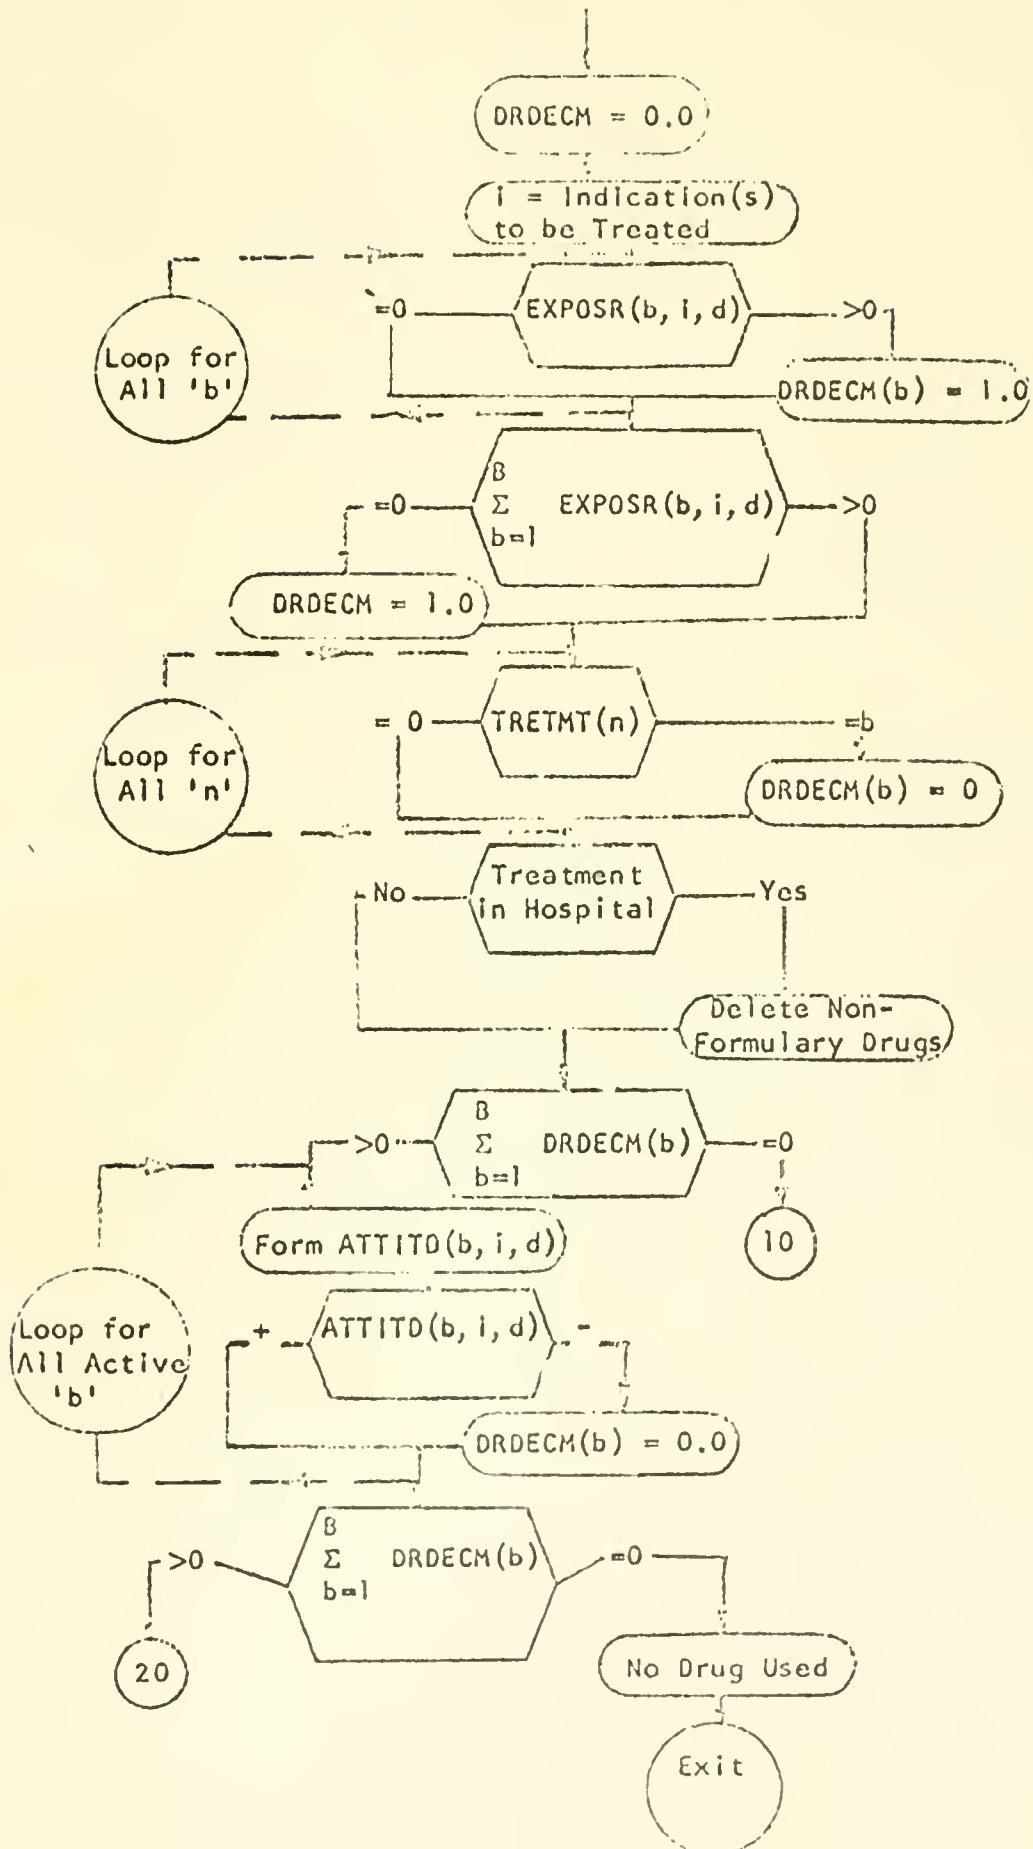 DRDECM = 0.0
i = Indication(s)
to be Treated
=0
EXPOSR(b,i,d)
>0
Loop for
All 'b'
DRDECM(b) = 1.0
B
=0
Σ EXPOSR(b,i,d)
>0
b=1
DRDECM = 1.0
= 0
TRETMT(n)
=b
Loop for
All 'n'
DRDECM(b) = 0
No
Treatment
in Hospital
Yes
Delete Non-
Formulary Drugs
B
>0
Σ DRDECM(b)
=0
b=1
10
Form ATTITD(b,i,d)
Loop for
All Active
'b'
+
ATTITD(b,i,d)
-
DRDECM(b) = 0.0
B
>0
Σ DRDECM(b)
=0
b=1
20
No Drug Used
Exit